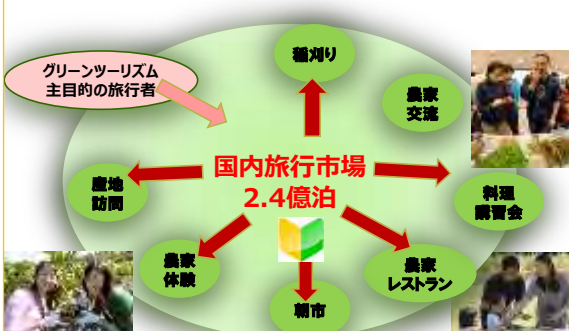 稲刈り
グリーンツーリズム
主目的の旅行者
農家
交流
国内旅行市場
2.4億泊
産地
訪問
料理
講習会
農家
体験
農家
レストラン
朝市